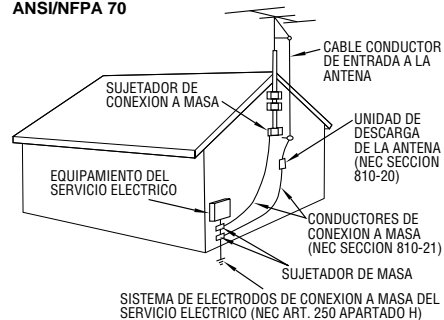 ANSI/NFPA 70
CABLE CONDUCTOR
DE ENTRADA A LA
ANTENA
SUJETADOR DE
CONEXION A MASA
UNIDAD DE
DESCARGA
DE LA ANTENA
(NEC SECCION
810-20)
EQUIPAMIENTO DEL
SERVICIO ELECTRICO
CONDUCTORES DE
CONEXION A MASA
(NEC SECCION 810-21)
SUJETADOR DE MASA
SISTEMA DE ELECTRODOS DE CONEXION A MASA DEL
SERVICIO ELECTRICO (NEC ART. 250 APARTADO H)